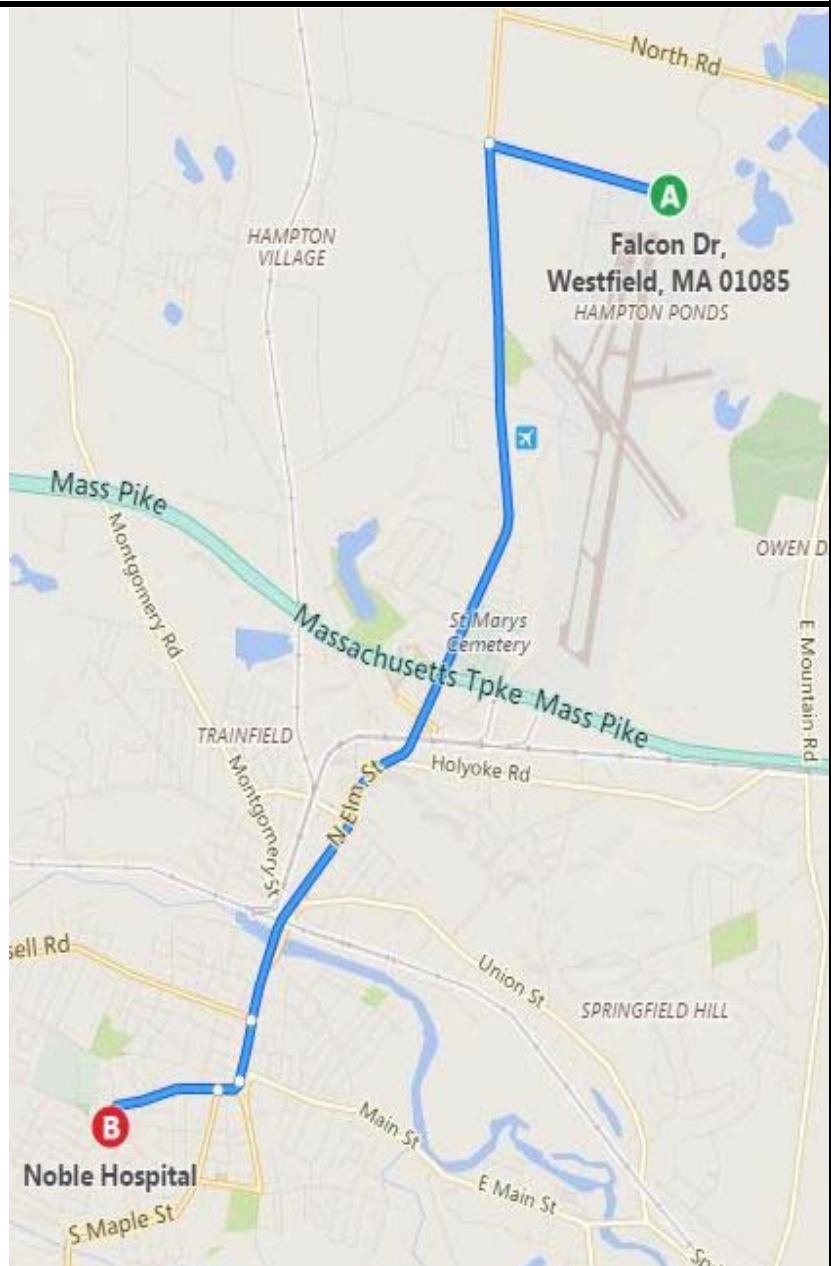 North Rd
A
HAMPTON
VILLAGE
Falcon Dr,
Westfield, MA 01085
HAMPTON PONDS
Mass Pike
Montgomery Rd
OWEN D
St Marys
Cemetery
Massachusetts Tpke Mass Pike
E Mountain Rd
TRAINFIELD
Holyoke Rd
N Elm St
Montgomery St
sell Rd
Union St
SPRINGFIELD HILL
B
Main St
Noble Hospital
E Main St
S Maple St